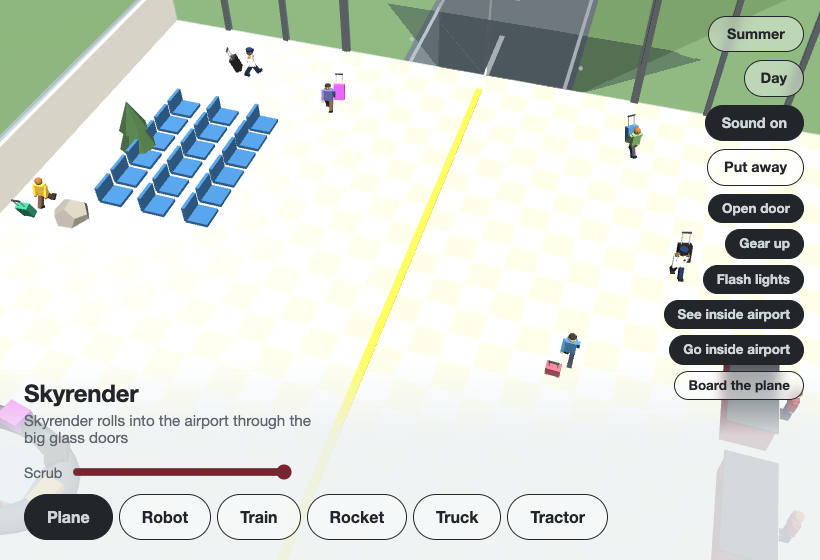 Summer
Day
Sound on
Put away
Open door
Gear up
Flash lights
See inside airport
Go inside airport
Board the plane
Skyrender
Skyrender rolls into the airport through the
big glass doors
Scrub
Plane
Robot
Train
Rocket
Truck
Tractor